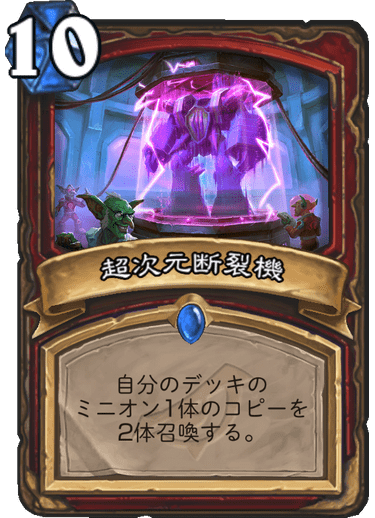 10
超次元断裂機
自分のデッキの
ミニオン1体のコピーを
2体召喚する。